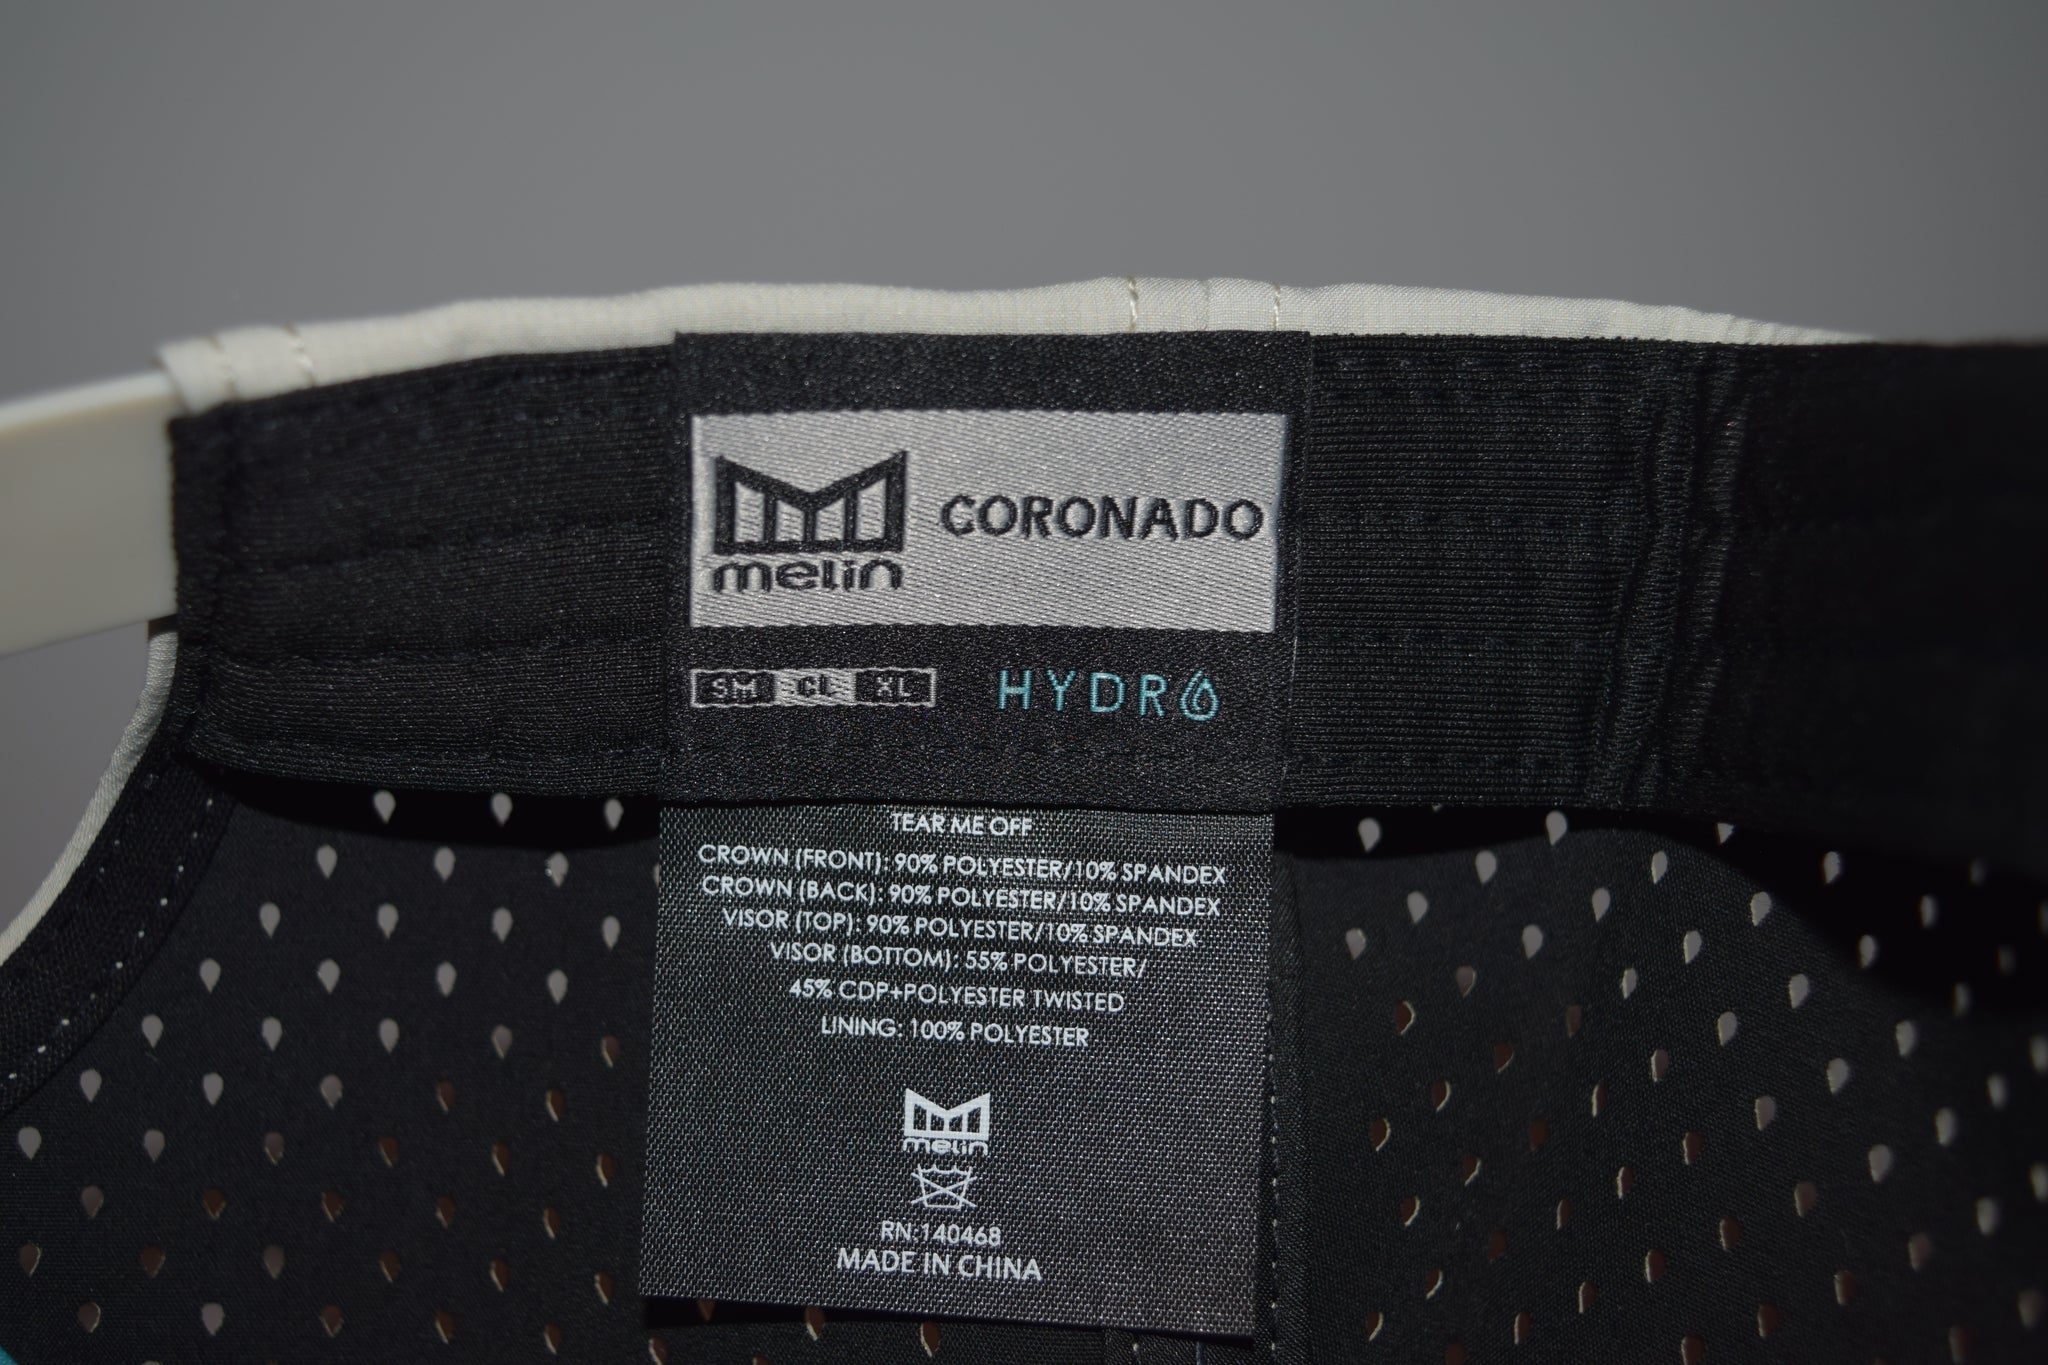 melin CORONADO
SM CL XL HYDRO
TEAR ME OFF
CROWN (FRONT): 90% POLYESTER/10% SPANDEX
CROWN (BACK): 90% POLYESTER/10% SPANDEX
VISOR (TOP): 90% POLYESTER/10% SPANDEX
VISOR (BOTTOM): 55% POLYESTER/
45% CDP+POLYESTER TWISTED
LINING: 100% POLYESTER
melin
RN:140468
MADE IN CHINA